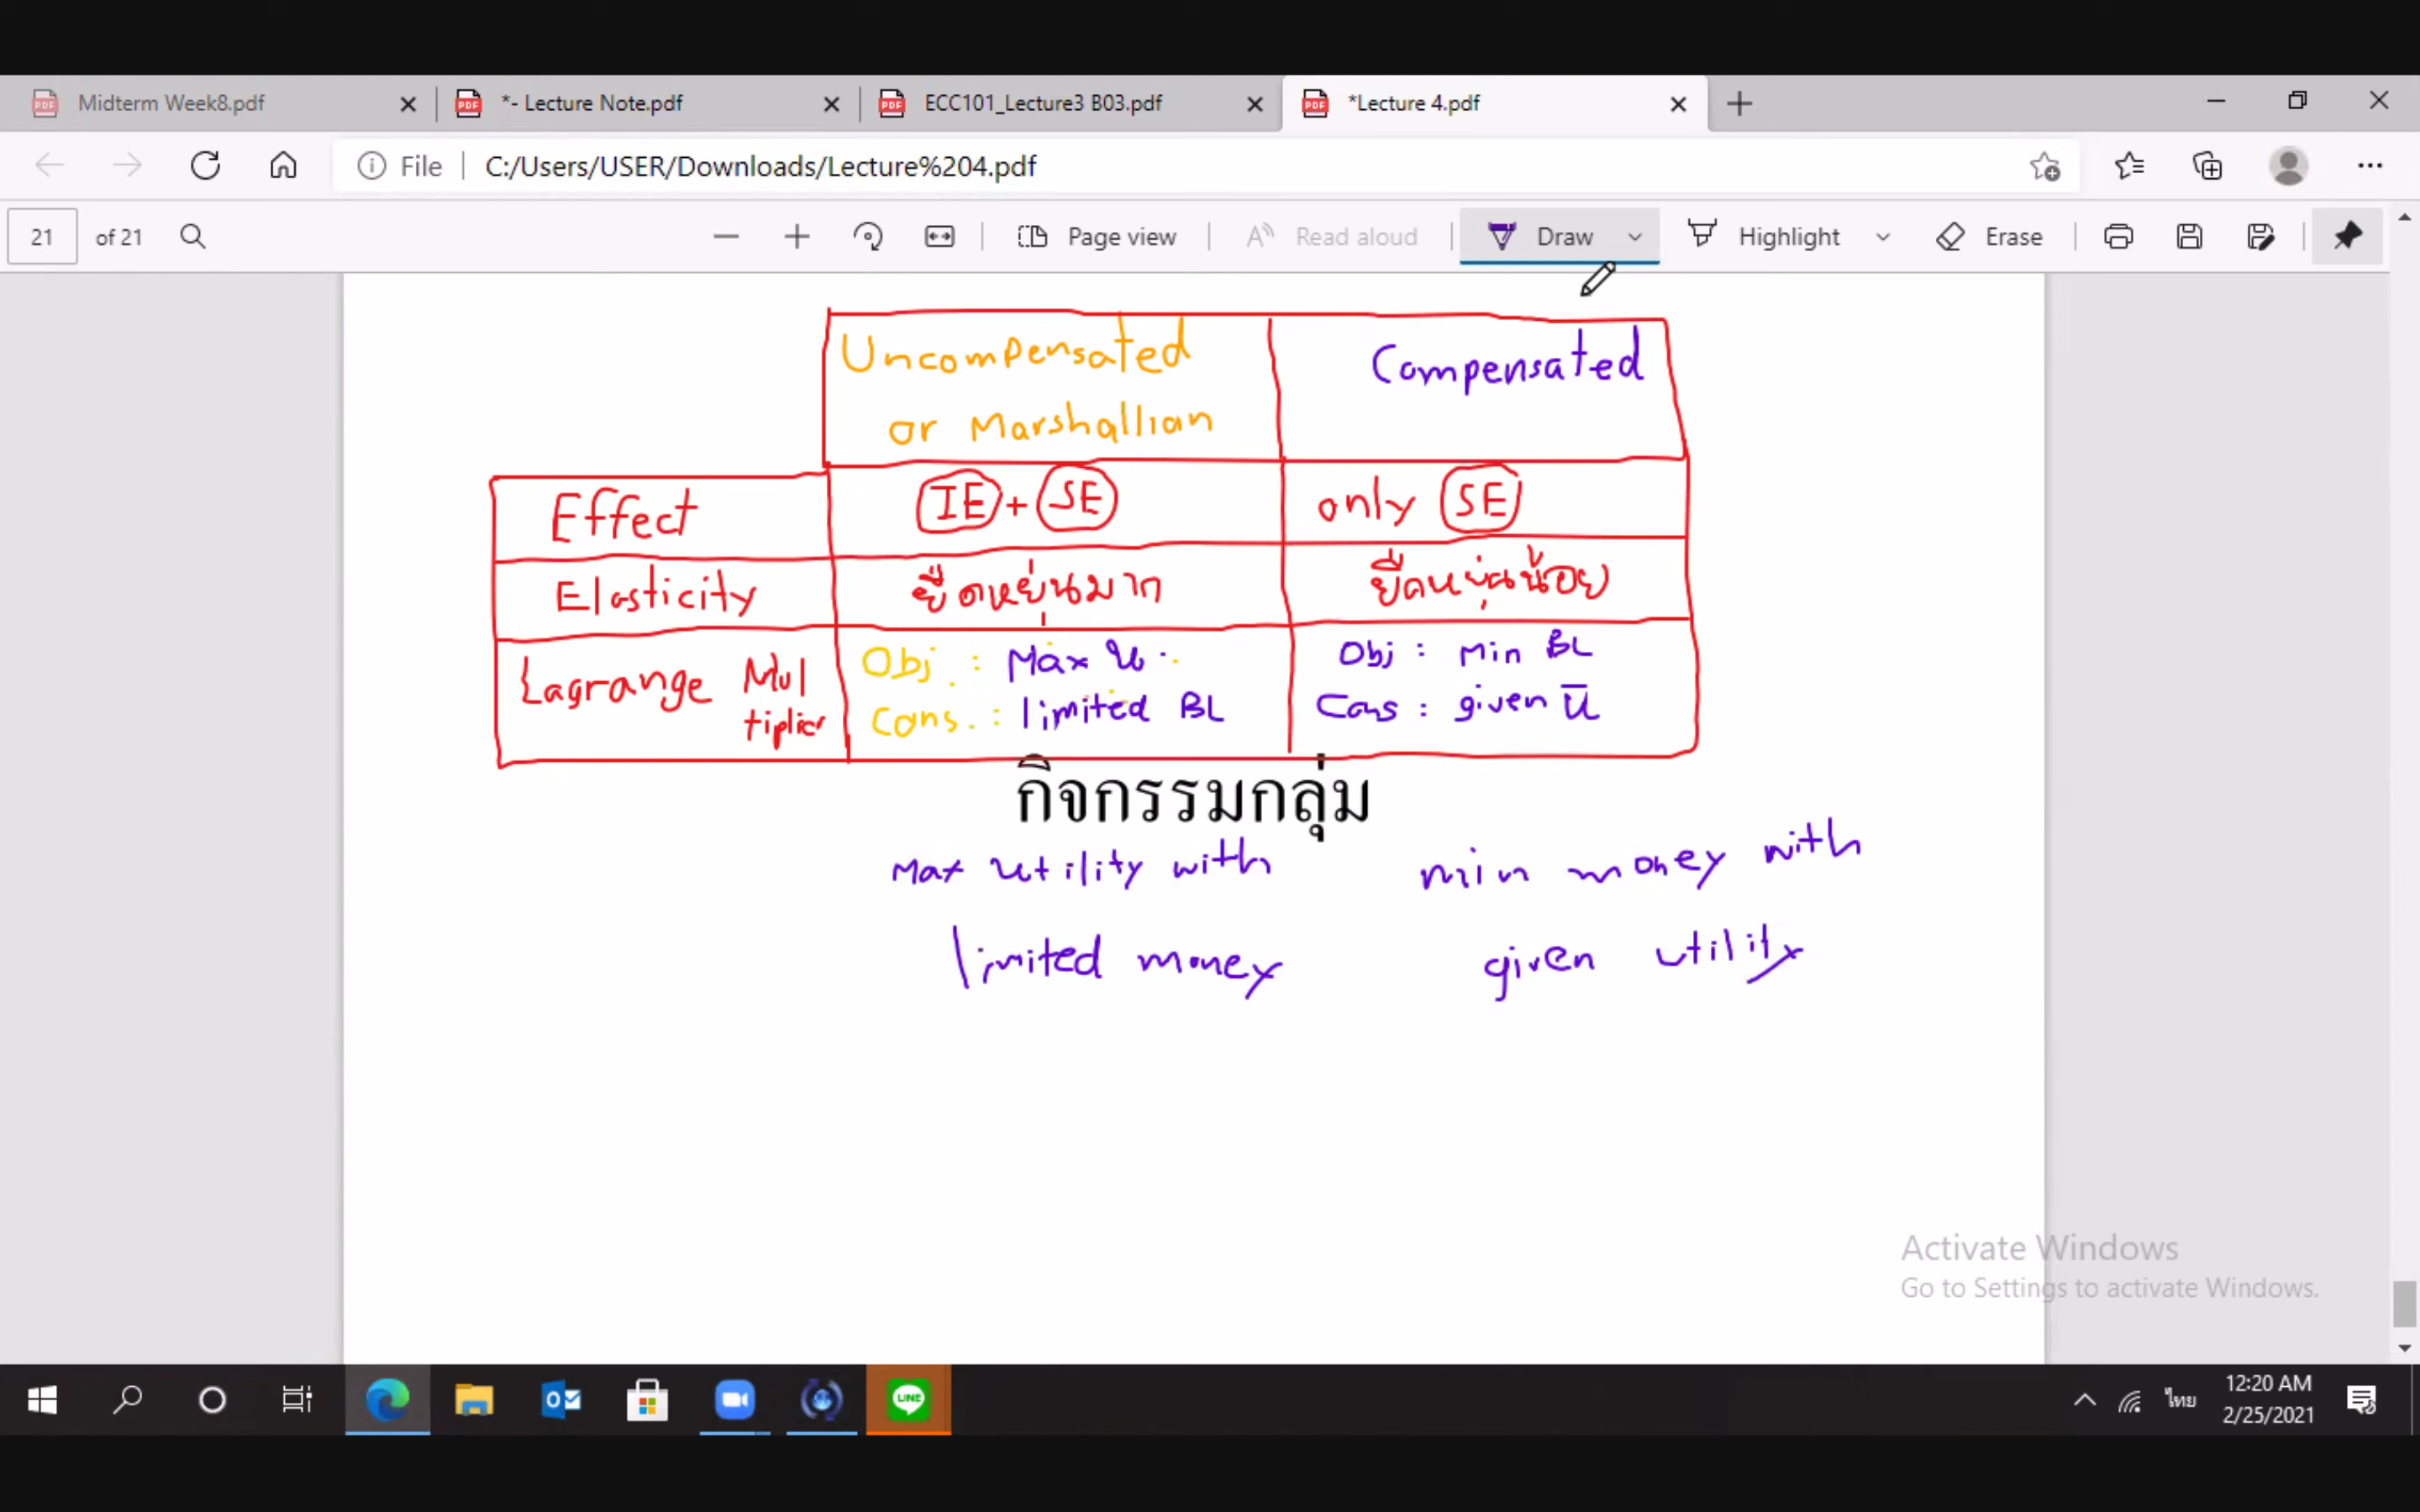 Midterm Week8.pdf
*- Lecture Note.pdf
ECC101_Lecture3 B03.pdf
*Lecture 4.pdf
File
C:/Users/USER/Downloads/Lecture%204.pdf
21 of 21
Page view
Read aloud
Draw
Highlight
Erase
Uncompensated
or Marshallian
Compensated
Effect
IE + SE
only SE
Elasticity
ยืดหยุ่นมาก
ยืดหยุ่นน้อย
Lagrange Mul
tiplier
Obj : Max U
Cons. : limited BL
Obj : Min BL
Cons : given U̅
กิจกรรมกลุ่ม
Max utility with
limited money
min money with
given utility
Activate Windows
Go to Settings to activate Windows.
LINE
ไทย
12:20 AM
2/25/2021